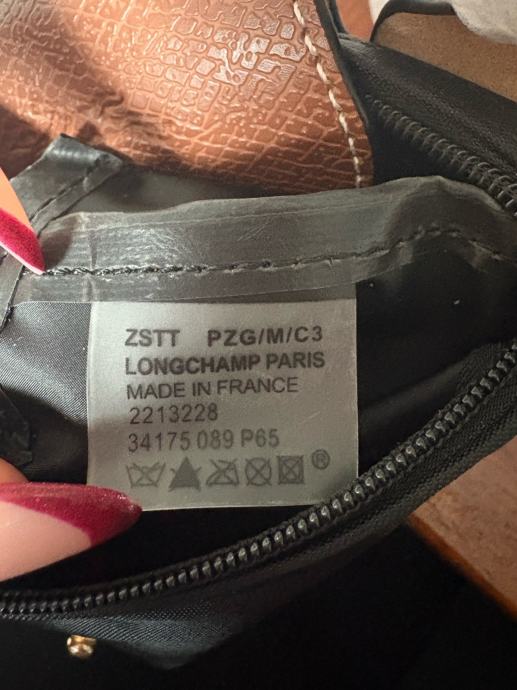 ZSTT PZG/M/C3
LONGCHAMP PARIS
MADE IN FRANCE
2213228
34175 089 P65
®